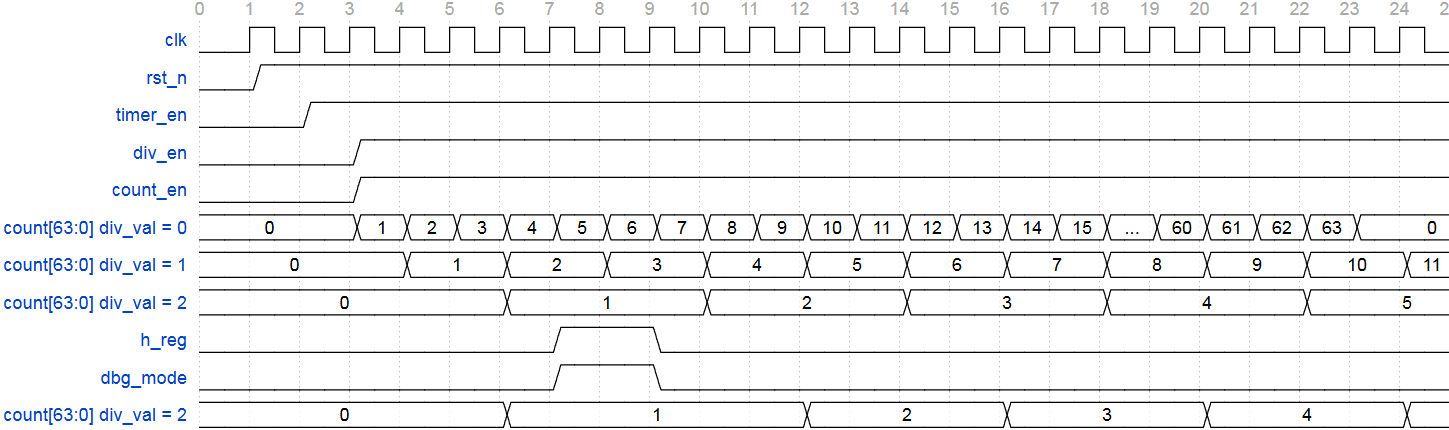 0 1 2 3 4 5 6 7 8 9 10 11 12 13 14 15 16 17 18 19 20 21 22 23 24
clk
rst_n
timer_en
div_en
count_en
count[63:0] div_val = 0 0 1 2 3 4 5 6 7 8 9 10 11 12 13 14 15 ... 60 61 62 63 0
count[63:0] div_val = 1 0 1 2 3 4 5 6 7 8 9 10 11
count[63:0] div_val = 2 0 1 2 3 4 5
h_reg
dbg_mode
count[63:0] div_val = 2 0 1 2 3 4